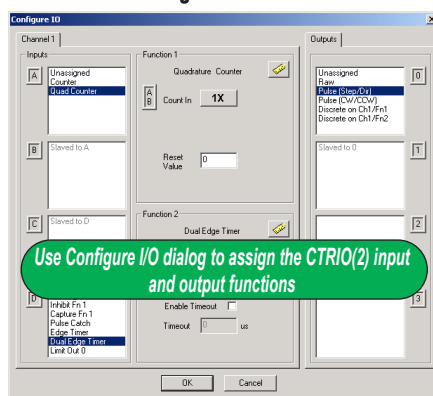 Configure IO
Channel 1
Inputs
A
Unassigned
Counter
Quad Counter
B
Slaved to A
C
Slaved to D
D
Inhibit Fn 1
Capture Fn 1
Pulse Catch
Edge Timer
Dual Edge Timer
Limit Out 0
Function 1
Quadrature Counter
A
B
Count In
1X
Reset
Value
0
Function 2
Dual Edge Timer
Enable Timeout
Timeout
0
us
Outputs
Unassigned
Raw
Pulse (Step/Dir)
Pulse (CW/CCW)
Discrete on Ch1/Fn1
Discrete on Ch1/Fn2
0
Slaved to 0
1
2
3
Use Configure I/O dialog to assign the CTRIO(2) input
and output functions
OK
Cancel